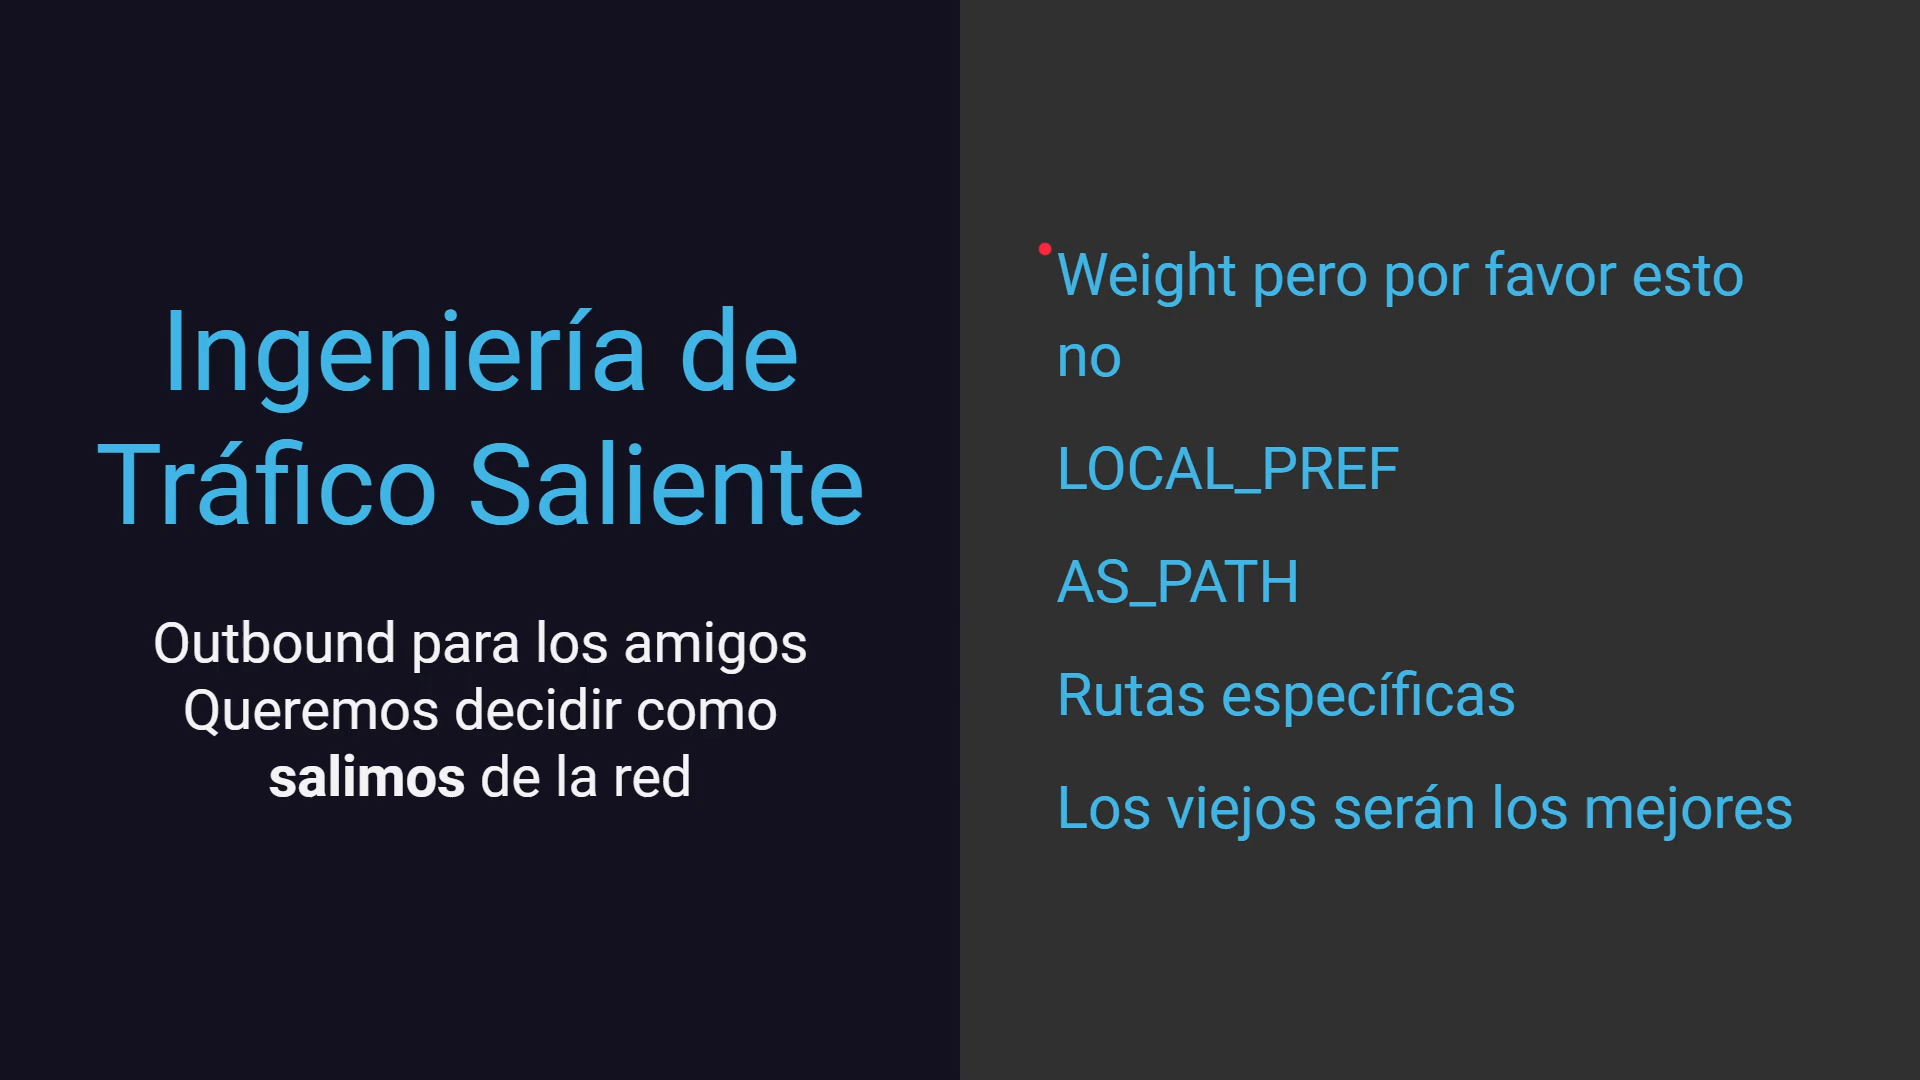 Ingeniería de
Tráfico Saliente
Outbound para los amigos
Queremos decidir como
salimos de la red
Weight pero por favor esto
no
LOCAL_PREF
AS_PATH
Rutas específicas
Los viejos serán los mejores